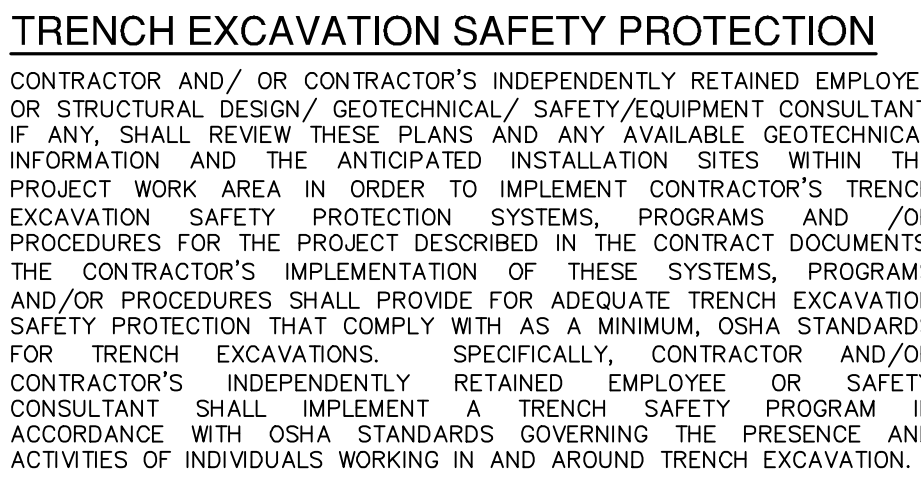 TRENCH EXCAVATION SAFETY PROTECTION
CONTRACTOR AND/ OR CONTRACTOR'S INDEPENDENTLY RETAINED EMPLOYE
OR STRUCTURAL DESIGN/ GEOTECHNICAL/ SAFETY/EQUIPMENT CONSULTANT
IF ANY, SHALL REVIEW THESE PLANS AND ANY AVAILABLE GEOTECHNICA
INFORMATION AND THE ANTICIPATED INSTALLATION SITES WITHIN TH
PROJECT WORK AREA IN ORDER TO IMPLEMENT CONTRACTOR'S TRENC
EXCAVATION SAFETY PROTECTION SYSTEMS, PROGRAMS AND /O
PROCEDURES FOR THE PROJECT DESCRIBED IN THE CONTRACT DOCUMENTS
THE CONTRACTOR'S IMPLEMENTATION OF THESE SYSTEMS, PROGRAMS
AND/OR PROCEDURES SHALL PROVIDE FOR ADEQUATE TRENCH EXCAVATIO
SAFETY PROTECTION THAT COMPLY WITH AS A MINIMUM, OSHA STANDARD
FOR TRENCH EXCAVATIONS. SPECIFICALLY, CONTRACTOR AND/O
CONTRACTOR'S INDEPENDENTLY RETAINED EMPLOYEE OR SAFETY
CONSULTANT SHALL IMPLEMENT A TRENCH SAFETY PROGRAM I
ACCORDANCE WITH OSHA STANDARDS GOVERNING THE PRESENCE AN
ACTIVITIES OF INDIVIDUALS WORKING IN AND AROUND TRENCH EXCAVATION.